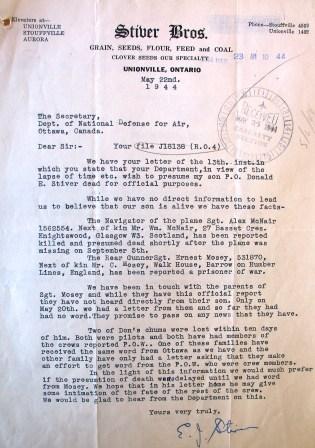 Elevators at—
UNIONVILLE
STOUFFVILLE
AURORA
Stiver Bros.
Phone—Stouffville 4503
Unionville 1402
GRAIN, SEEDS, FLOUR, FEED and COAL
CLOVER SEEDS OUR SPECIALTY
23 10 44
UNIONVILLE, ONTARIO
May 22nd.
1944
RECEIVED
The Secretary,
Dept. of National Defense for Air,
Ottawa, Canada.
Dear Sir:- Your file J18138 (R.O.4)
We have your letter of the 13th. inst.in
which you state that your Department,in view of the
lapse of time etc. wish to presume my son P.O. Donald
E. Stiver dead for official purposes.
While we have no direct information to lead
us to believe that our son is alive we have these facts-
The Navigator of the plane Sgt. Alex McNair
1562554. Next of kin Mr. Wm. McNair, 27 Basset Cres.
Knightswood, Glasgow W3. Scotland, has been reported
killed and presumed dead shortly after the plane was
missing on September 5th.
The Rear GunnerSgt. Ernest Mosey, 531870,
Next of kin Mr. C. Mosey, Walk House, Barrow on Humber
Lines, England, has been reported a prisoner of war.
We have been in touch with the parents of
Sgt. Mosey and while they have this official report
they have not heard directly from their son. Only on
May 20th. we had a letter from them and so far they had
had no word.They promise to pass on any news that they have.
Two of Don's chums were lost within ten days
of him. Both were pilots and both have had members of
the crews reported P.O.W. One of these families have
received the same word from Ottawa as we have and the
other family have only had a letter asking that they make
an effort to get word from the P.O.W. who were crew members.
In the light of this information we would much prefer
if the presumption of death was delayed until we had word
from Mosey. We hope that in his letter home he may give
some intimation of the fate of the rest of the crew.
We would be glad to hear from the Department on this.
Yours very truly,
E. J. Stiver